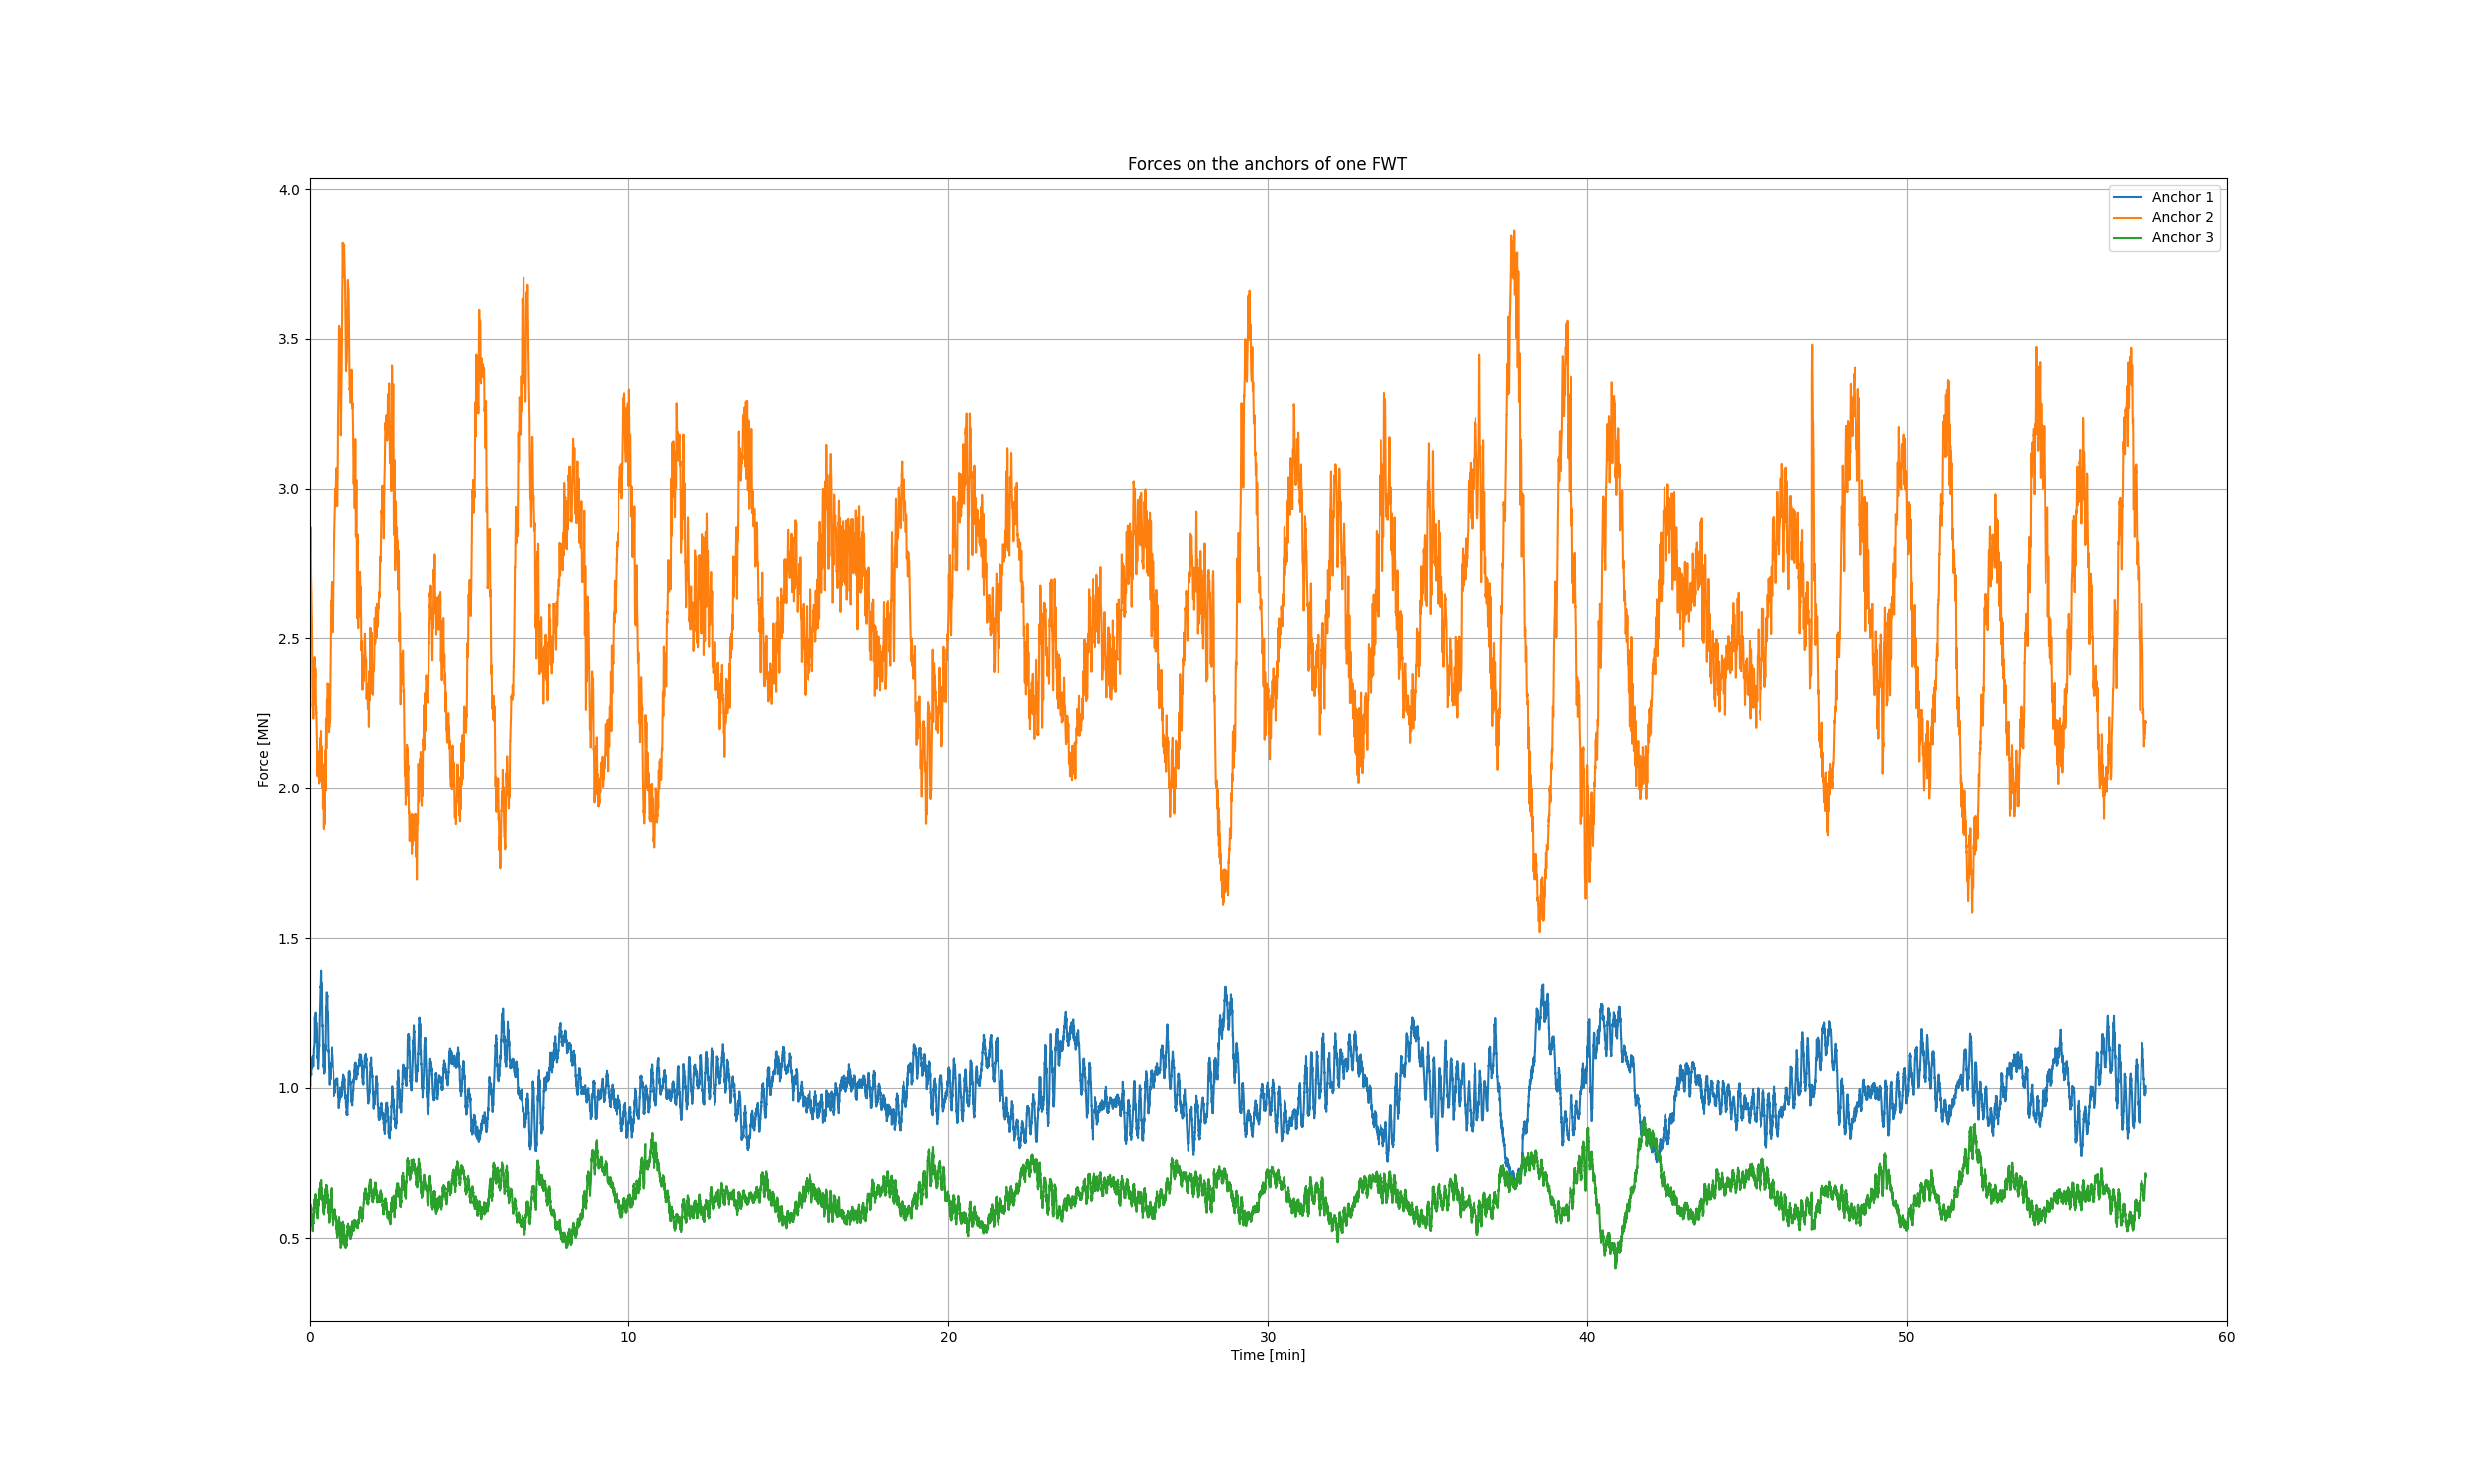 Forces on the anchors of one FWT
Anchor 1
Anchor 2
Anchor 3
4.0
3.5
3.0
2.5
2.0
1.5
1.0
0.5
Force [MN]
0 10 20 30 40 50 60
Time [min]